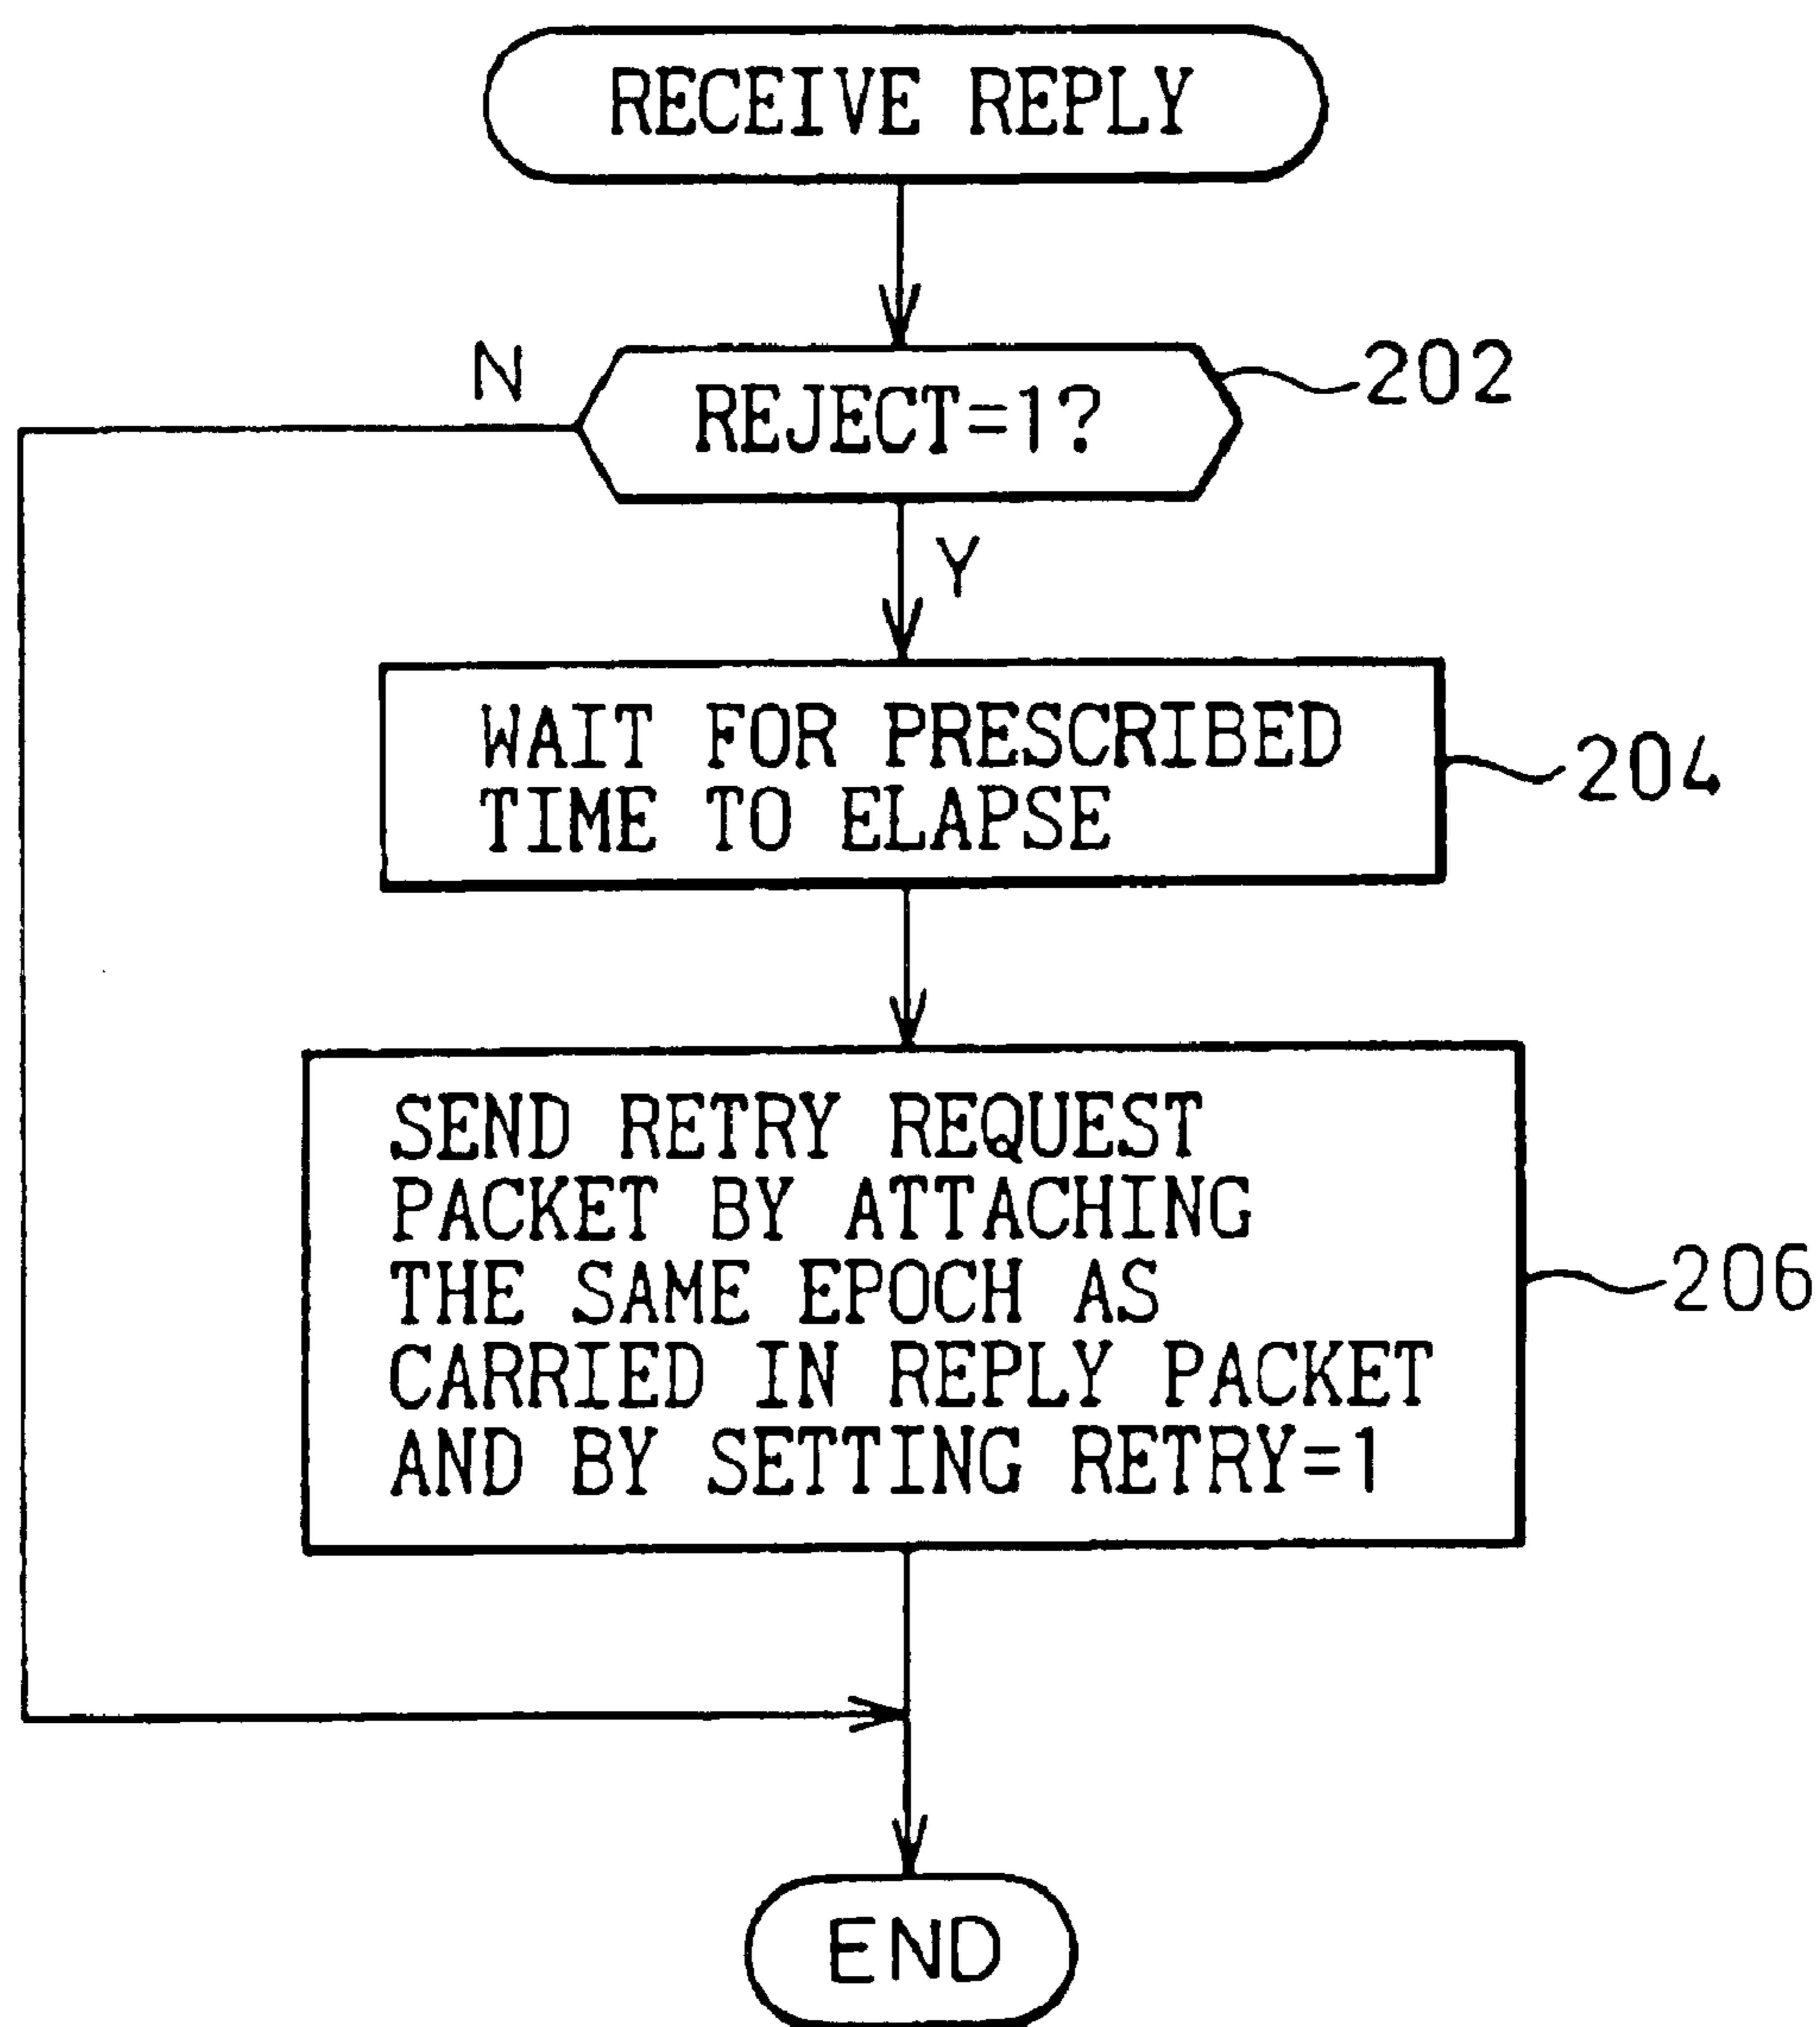 RECEIVE REPLY
N
REJECT=1?
202
Y
WAIT FOR PRESCRIBED
TIME TO ELAPSE
204
SEND RETRY REQUEST
PACKET BY ATTACHING
THE SAME EPOCH AS
CARRIED IN REPLY PACKET
AND BY SETTING RETRY=1
206
END